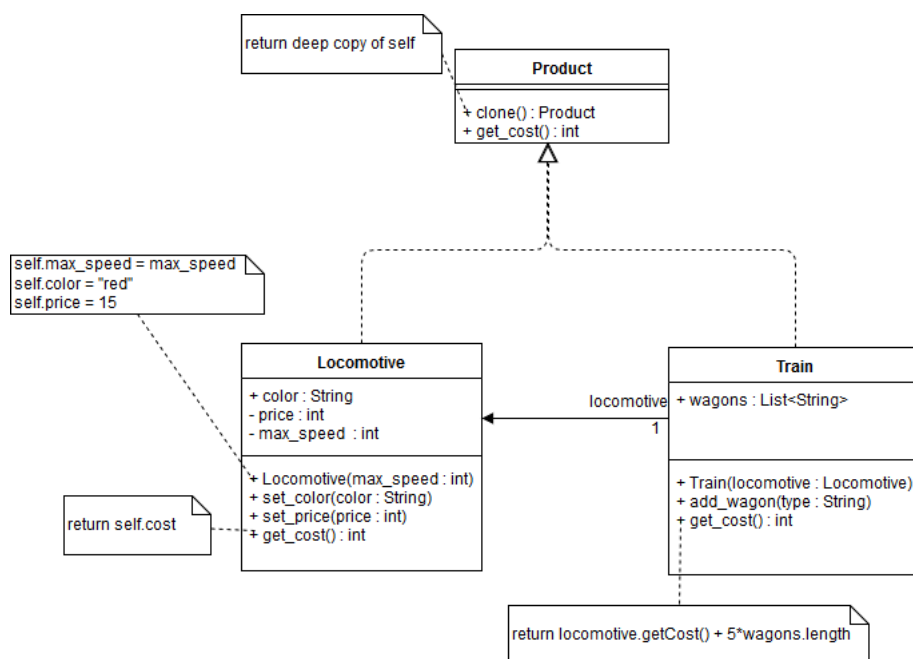 return deep copy of self
Product
+ clone() : Product
+ get_cost() : int
self.max_speed = max_speed
self.color = "red"
self.price = 15
Locomotive
+ color : String
- price : int
- max_speed : int
+ Locomotive(max_speed : int)
+ set_color(color : String)
+ set_price(price : int)
+ get_cost() : int
return self.cost
locomotive
1
Train
+ wagons : List<String>
+ Train(locomotive : Locomotive)
+ add_wagon(type : String)
+ get_cost() : int
return locomotive.getCost() + 5*wagons.length